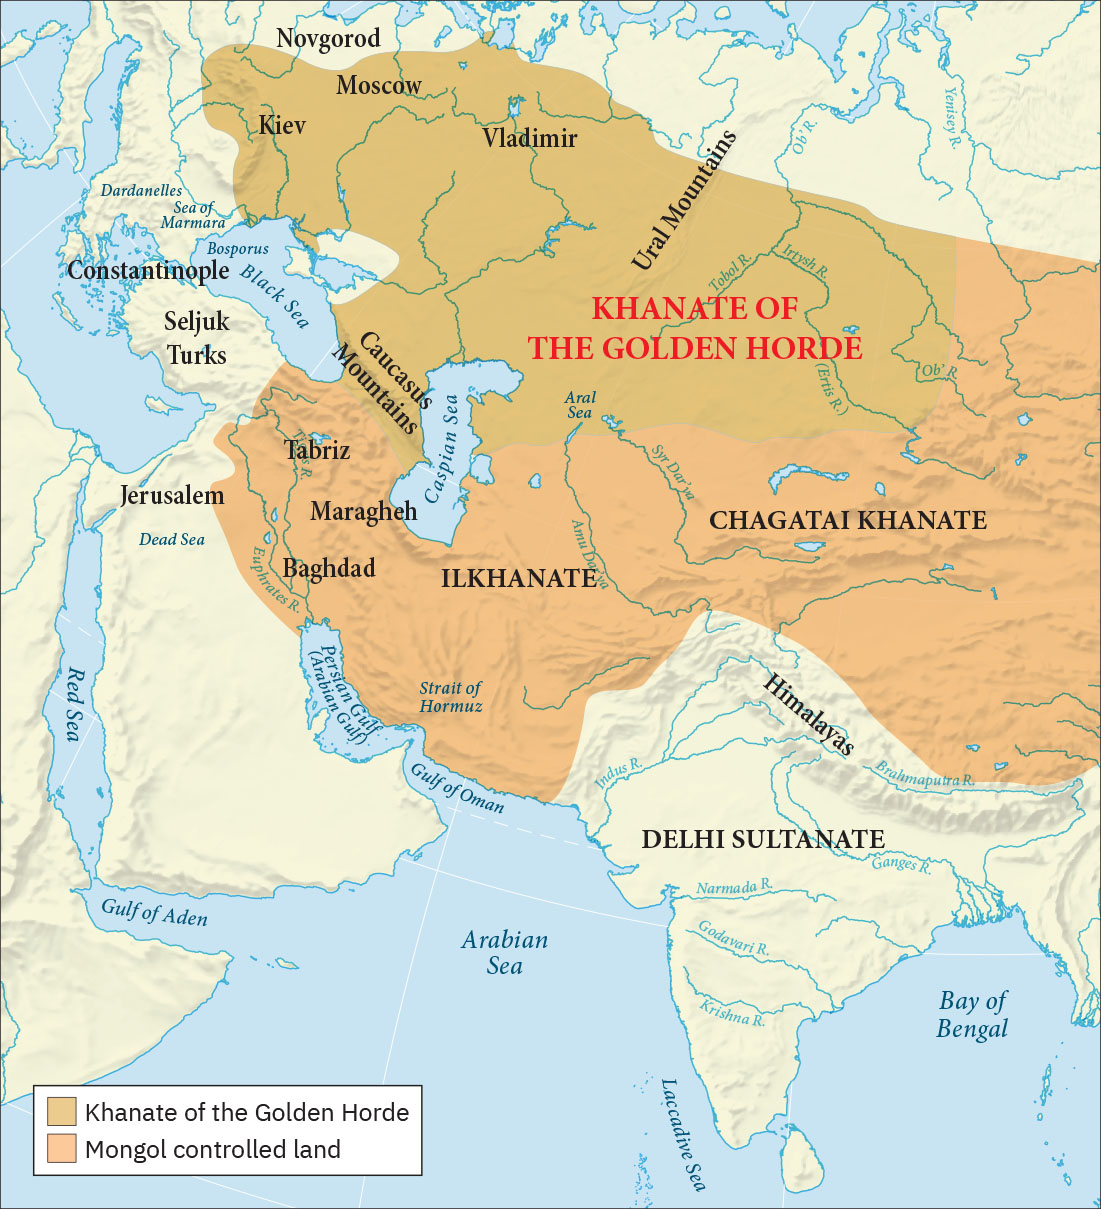 Novgorod
Moscow
Kiev
Vladimir
Yenisey R.
Ob' R.
Ural Mountains
Dardanelles
Sea of
Marmara
Bosporus
Constantinople
Black Sea
Tobol R.
Irtysh R.
KHANATE OF
THE GOLDEN HORDE
Seljuk
Turks
Caucasus
Mountains
(Ertis R.)
Ob' R.
Aral
Sea
Caspian Sea
Tabriz
Tigris R.
Syr Dar'ya
Jerusalem
Maragheh
CHAGATAI KHANATE
Dead Sea
Amu Dar'ya
Baghdad
ILKHANATE
Euphrates R.
Red Sea
Persian Gulf
(Arabian Gulf)
Strait of
Hormuz
Himalayas
Gulf of Oman
Indus R.
Brahmaputra R.
DELHI SULTANATE
Ganges R.
Narmada R.
Gulf of Aden
Arabian
Sea
Godavari R.
Krishna R.
Bay of
Bengal
Laccadive Sea
Khanate of the Golden Horde
Mongol controlled land